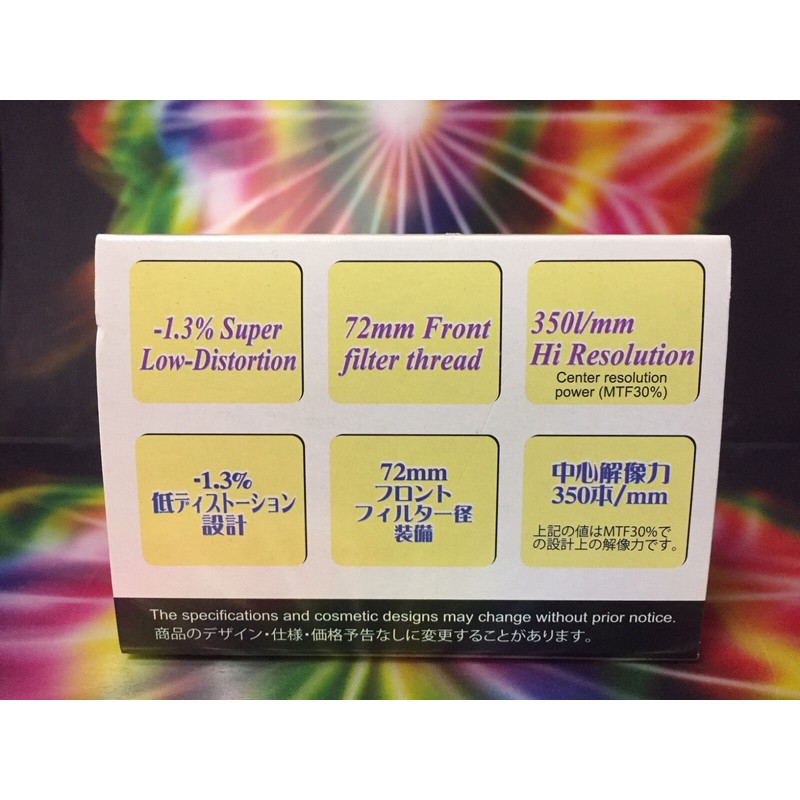 -1.3% Super
Low-Distortion
72mm Front
filter thread
350l/mm
Hi Resolution
Center resolution
power (MTF30%)
-1.3%
低ディストーション
設計
72mm
フロント
フィルター径
装備
中心解像力
350本/mm
上記の値はMTF30%で
の設計上の解像力です。
The specifications and cosmetic designs may change without prior notice.
商品のデザイン・仕様・価格予告なしに変更することがあります。